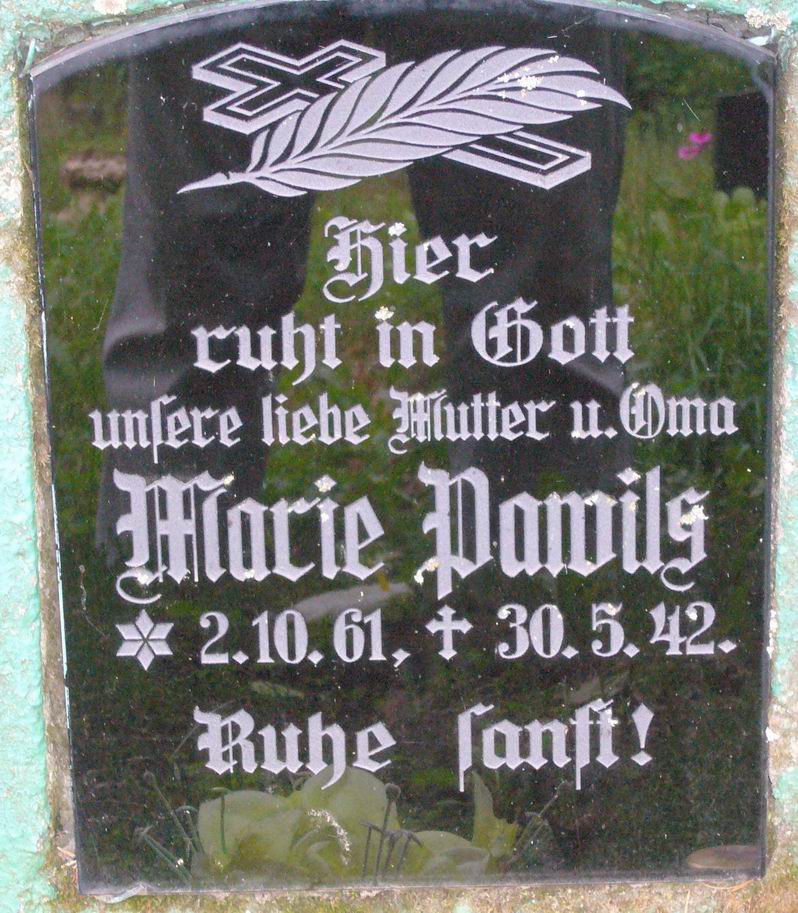 Hier
ruht in Gott
unsere liebe Mutter u. Oma
Marie Pawils
* 2.10.61, † 30.5.42.
Ruhe sanft!